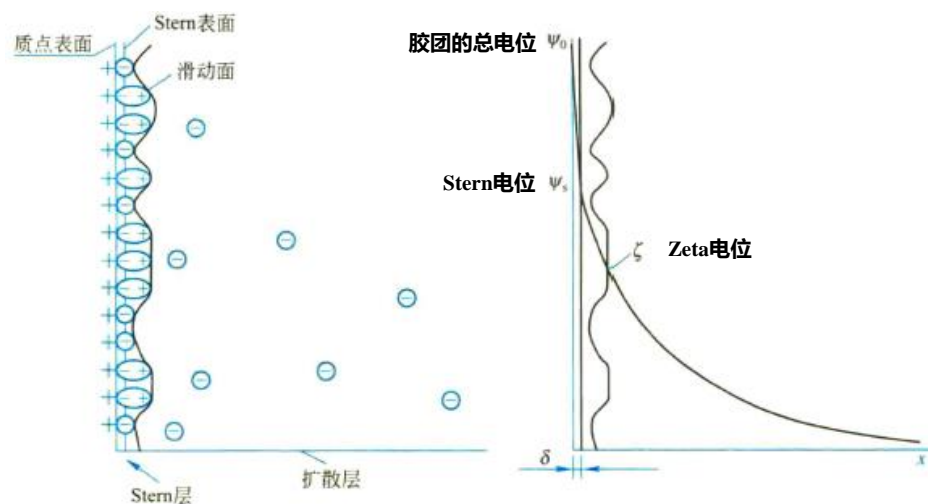 Stern表面
质点表面
滑动面
Stern层
扩散层
胶团的总电位 ψ₀
Stern电位 ψₛ
ζ Zeta电位
δ
x